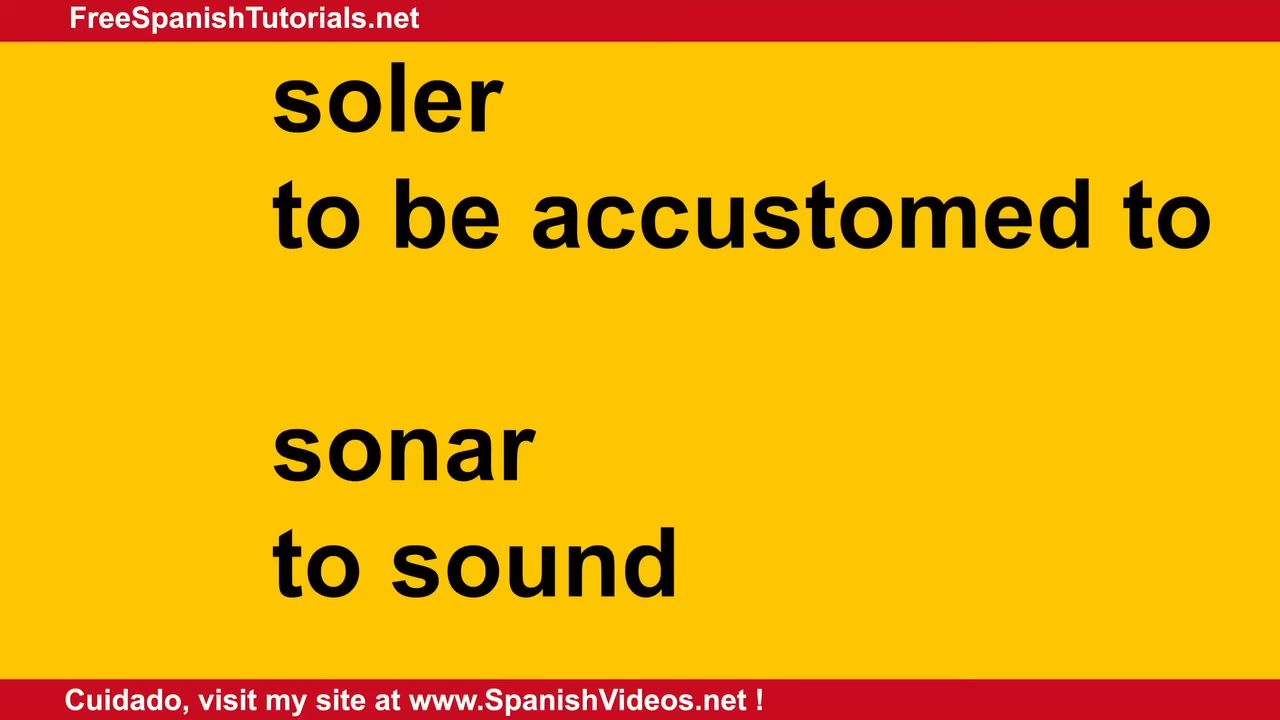 FreeSpanishTutorials.net
soler
to be accustomed to
sonar
to sound
Cuidado, visit my site at www.SpanishVideos.net !